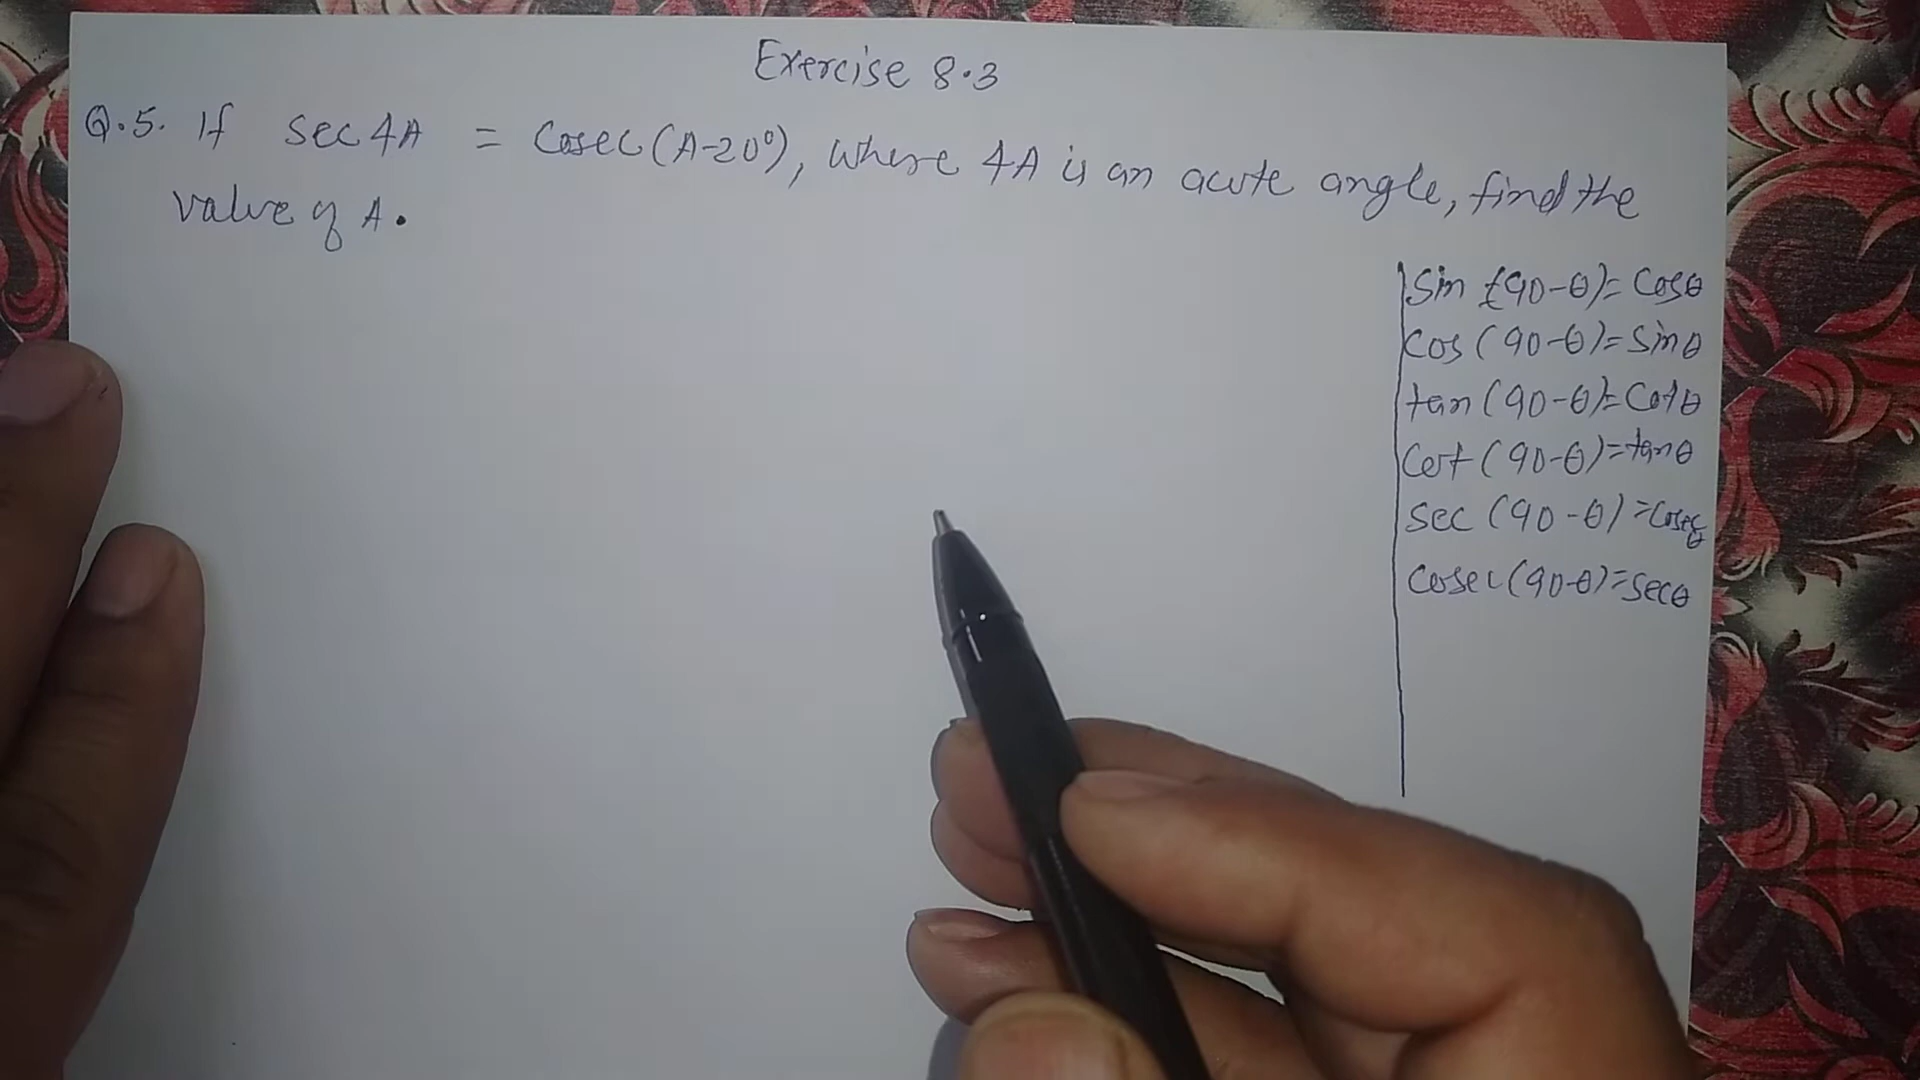 Exercise 8.3
Q.5. If sec 4A = Cosec (A-20°), where 4A is an acute angle, find the
value of A.
Sin (90-θ)= Cosθ
Cos (90-θ)= Sinθ
tan (90-θ)= Cotθ
Cot (90-θ)= tanθ
Sec (90-θ)=Cosecθ
Cosec (90-θ)=Secθ